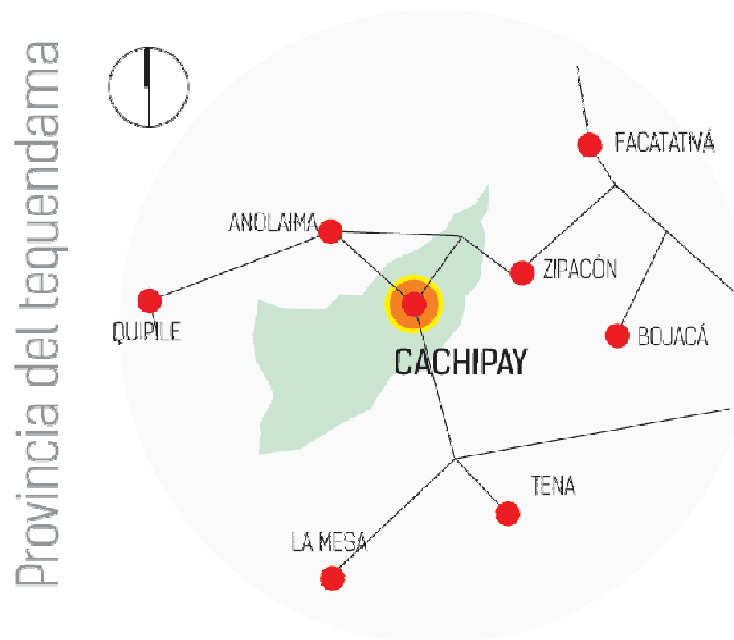 Provincia del tequendama
FACATATIVÁ
ANOLAIMA
ZIPACÓN
QUIPILE
BOJACÁ
CACHIPAY
TENA
LA MESA